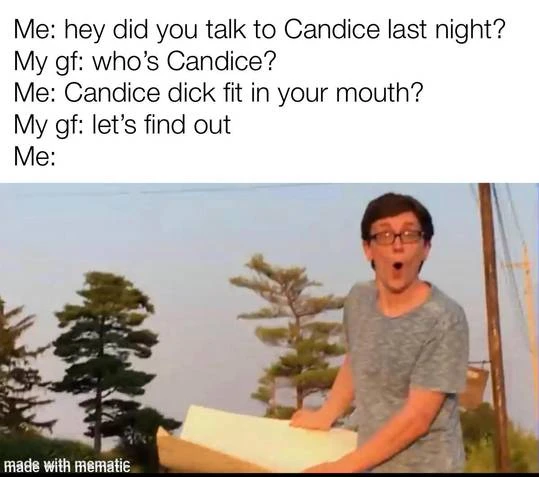 Me: hey did you talk to Candice last night?
My gf: who's Candice?
Me: Candice dick fit in your mouth?
My gf: let's find out
Me:
made with mematic